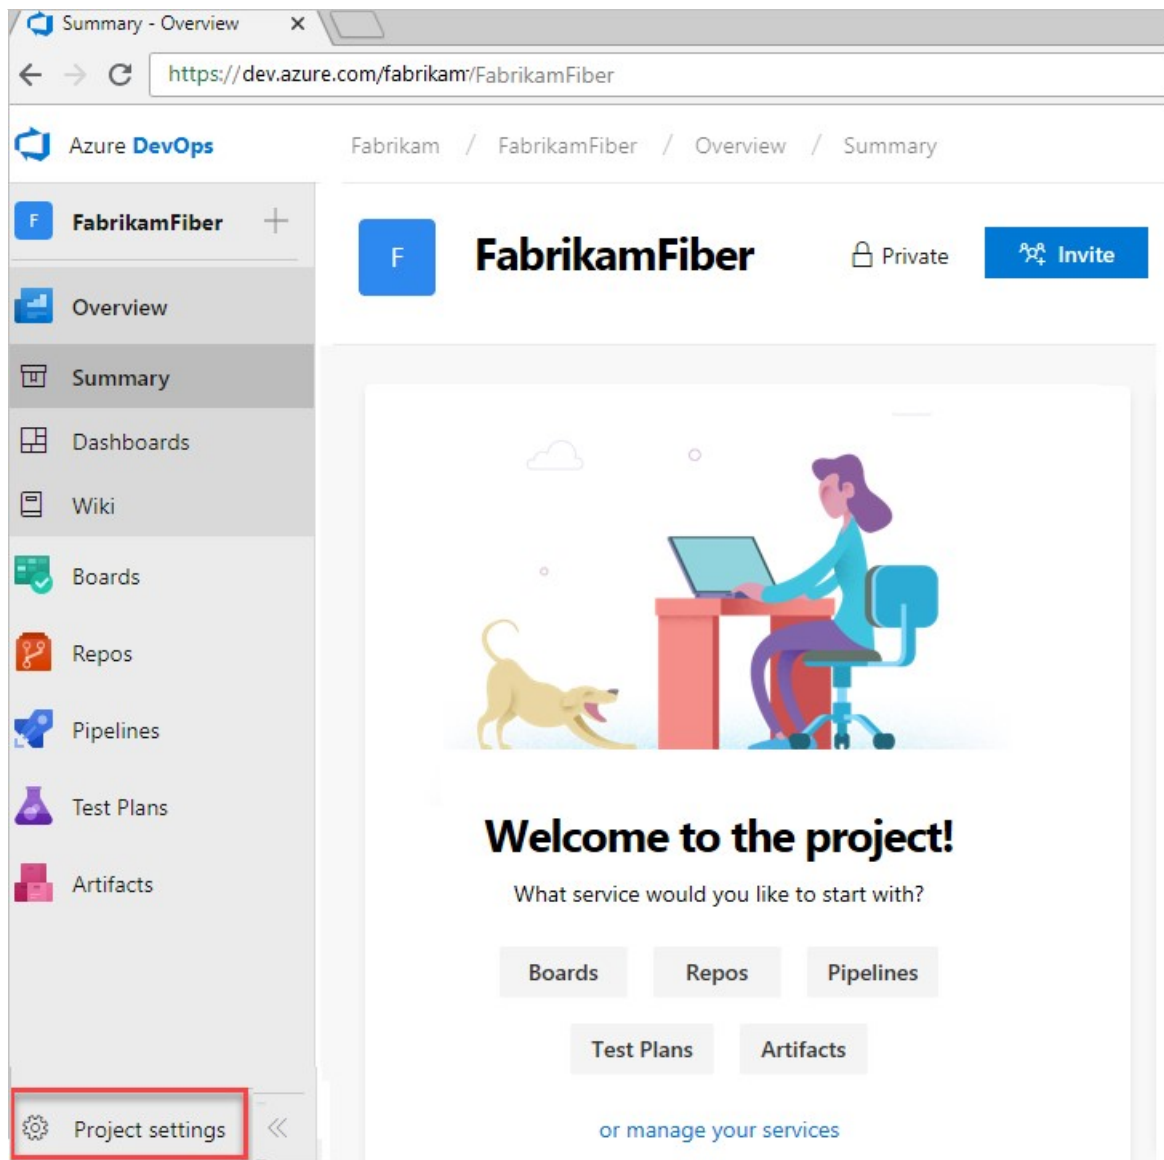 Summary - Overview
https://dev.azure.com/fabrikam/FabrikamFiber
Azure DevOps
Fabrikam / FabrikamFiber / Overview / Summary
F FabrikamFiber
F FabrikamFiber Private Invite
Overview
Summary
Dashboards
Wiki
Boards
Repos
Pipelines
Test Plans
Artifacts
Welcome to the project!
What service would you like to start with?
Boards Repos Pipelines
Test Plans Artifacts
or manage your services
Project settings